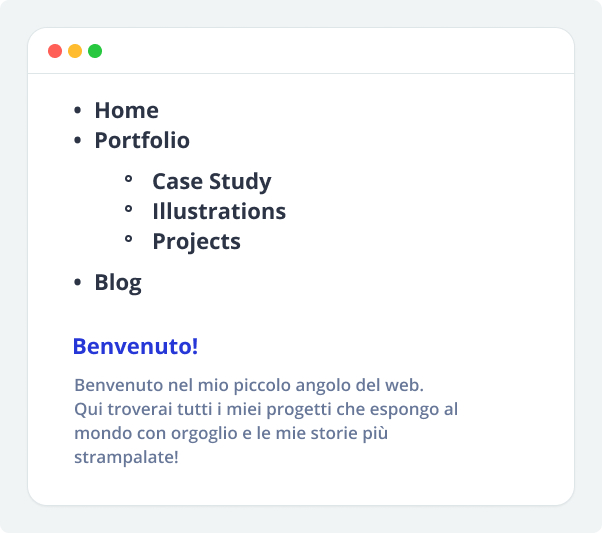 Home
Portfolio
Case Study
Illustrations
Projects
Blog
Benvenuto!
Benvenuto nel mio piccolo angolo del web.
Qui troverai tutti i miei progetti che espongo al
mondo con orgoglio e le mie storie più
strampalate!